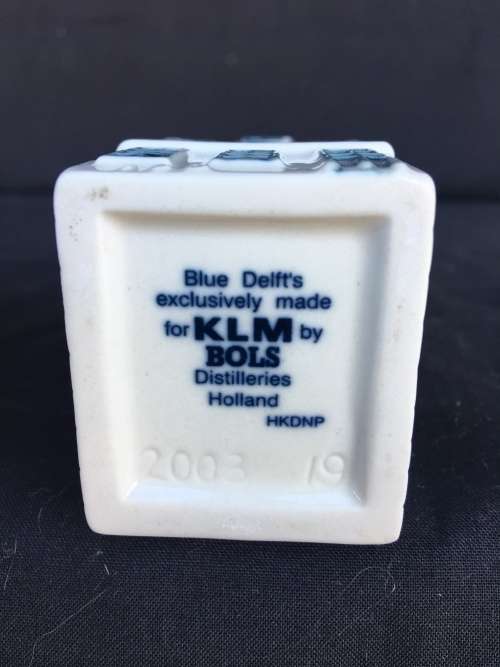 Blue Delft's
exclusively made
for KLM by
BOLS
Distilleries
Holland
HKDNP
2003 19